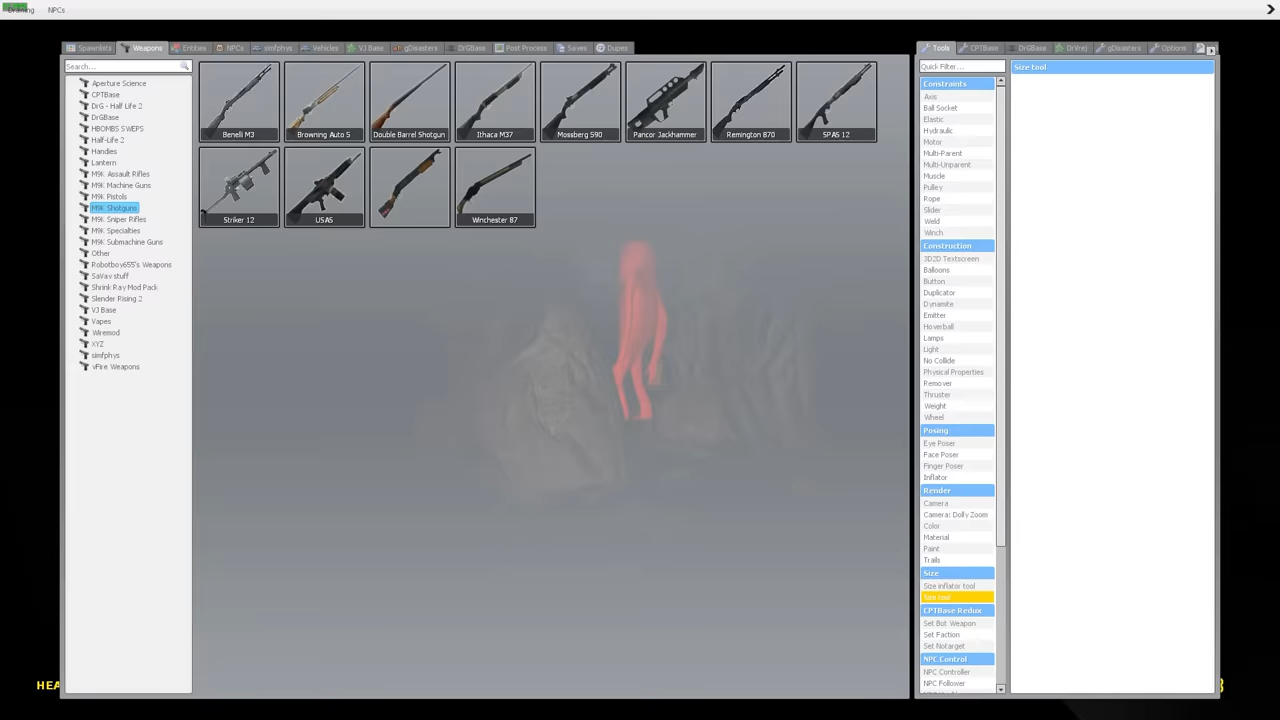 Drawing NPCs
Spawnlists Weapons Entities NPCs simfphys Vehicles VJ Base gDisasters DrGBase Post Process Saves Dupes
Tools CPTBase DrGBase DrVrej gDisasters Options
Search...
Aperture Science
CPTBase
DrG - Half Life 2
DrGBase
HBOMBS SWEPS
Half-Life 2
Handies
Lantern
M9K Assault Rifles
M9K Machine Guns
M9K Pistols
M9K Shotguns
M9K Sniper Rifles
M9K Specialties
M9K Submachine Guns
Other
Robotboy655's Weapons
SaVav stuff
Shrink Ray Mod Pack
Slender Rising 2
VJ Base
Vapes
Wiremod
XYZ
simfphys
vFire Weapons
Benelli M3 Browning Auto 5 Double Barrel Shotgun Ithaca M37 Mossberg 590 Pancor Jackhammer Remington 870 SPAS 12
Striker 12 USAS Winchester 87
HEA
Quick Filter...
Constraints
Axis
Ball Socket
Elastic
Hydraulic
Motor
Multi-Parent
Multi-Unparent
Muscle
Pulley
Rope
Slider
Weld
Winch
Construction
3D2D Textscreen
Balloons
Button
Duplicator
Dynamite
Emitter
Hoverball
Lamps
Light
No Collide
Physical Properties
Remover
Thruster
Weight
Wheel
Posing
Eye Poser
Face Poser
Finger Poser
Inflator
Render
Camera
Camera: Dolly Zoom
Color
Material
Paint
Trails
Size
Size inflator tool
Size tool
CPTBase Redux
Set Bot Weapon
Set Faction
Set Notarget
NPC Control
NPC Controller
NPC Follower
Size tool